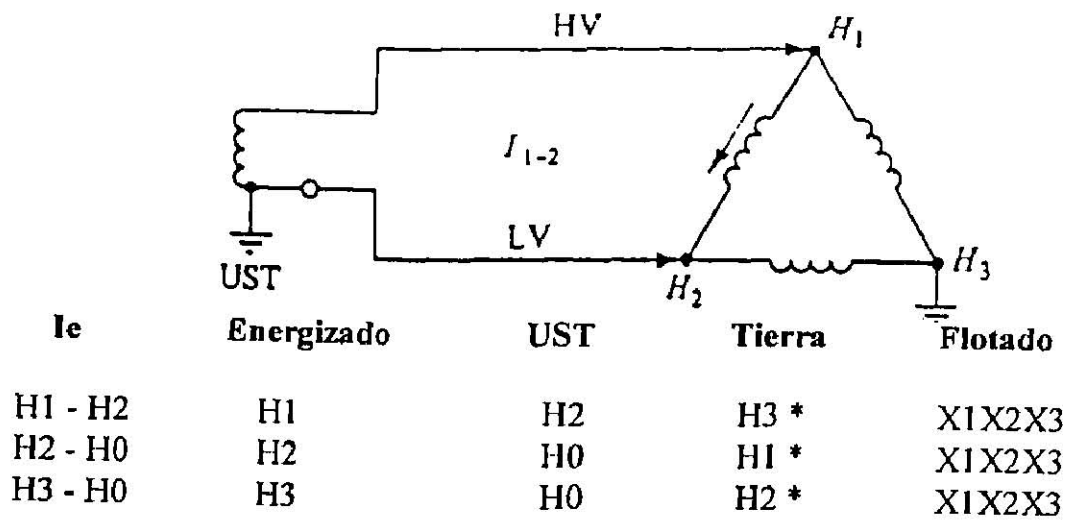 HV
H1
I1-2
LV
UST
H2
H3
Ie Energizado UST Tierra Flotado
H1 - H2 H1 H2 H3 * X1X2X3
H2 - H0 H2 H0 H1 * X1X2X3
H3 - H0 H3 H0 H2 * X1X2X3